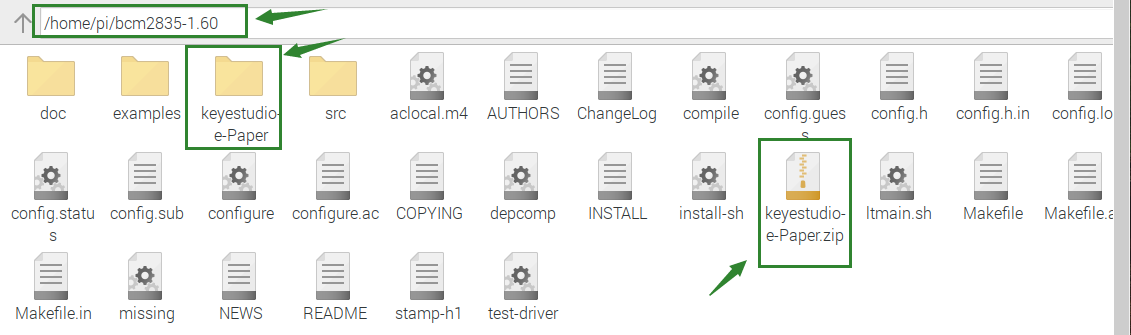 /home/pi/bcm2835-1.60
doc
examples
keyestudio-
e-Paper
src
aclocal.m4
AUTHORS
ChangeLog
compile
config.gues
s
config.h
config.h.in
config.lo
config.statu
s
config.sub
configure
configure.ac
COPYING
depcomp
INSTALL
install-sh
keyestudio-
e-Paper.zip
ltmain.sh
Makefile
Makefile.a
Makefile.in
missing
NEWS
README
stamp-h1
test-driver